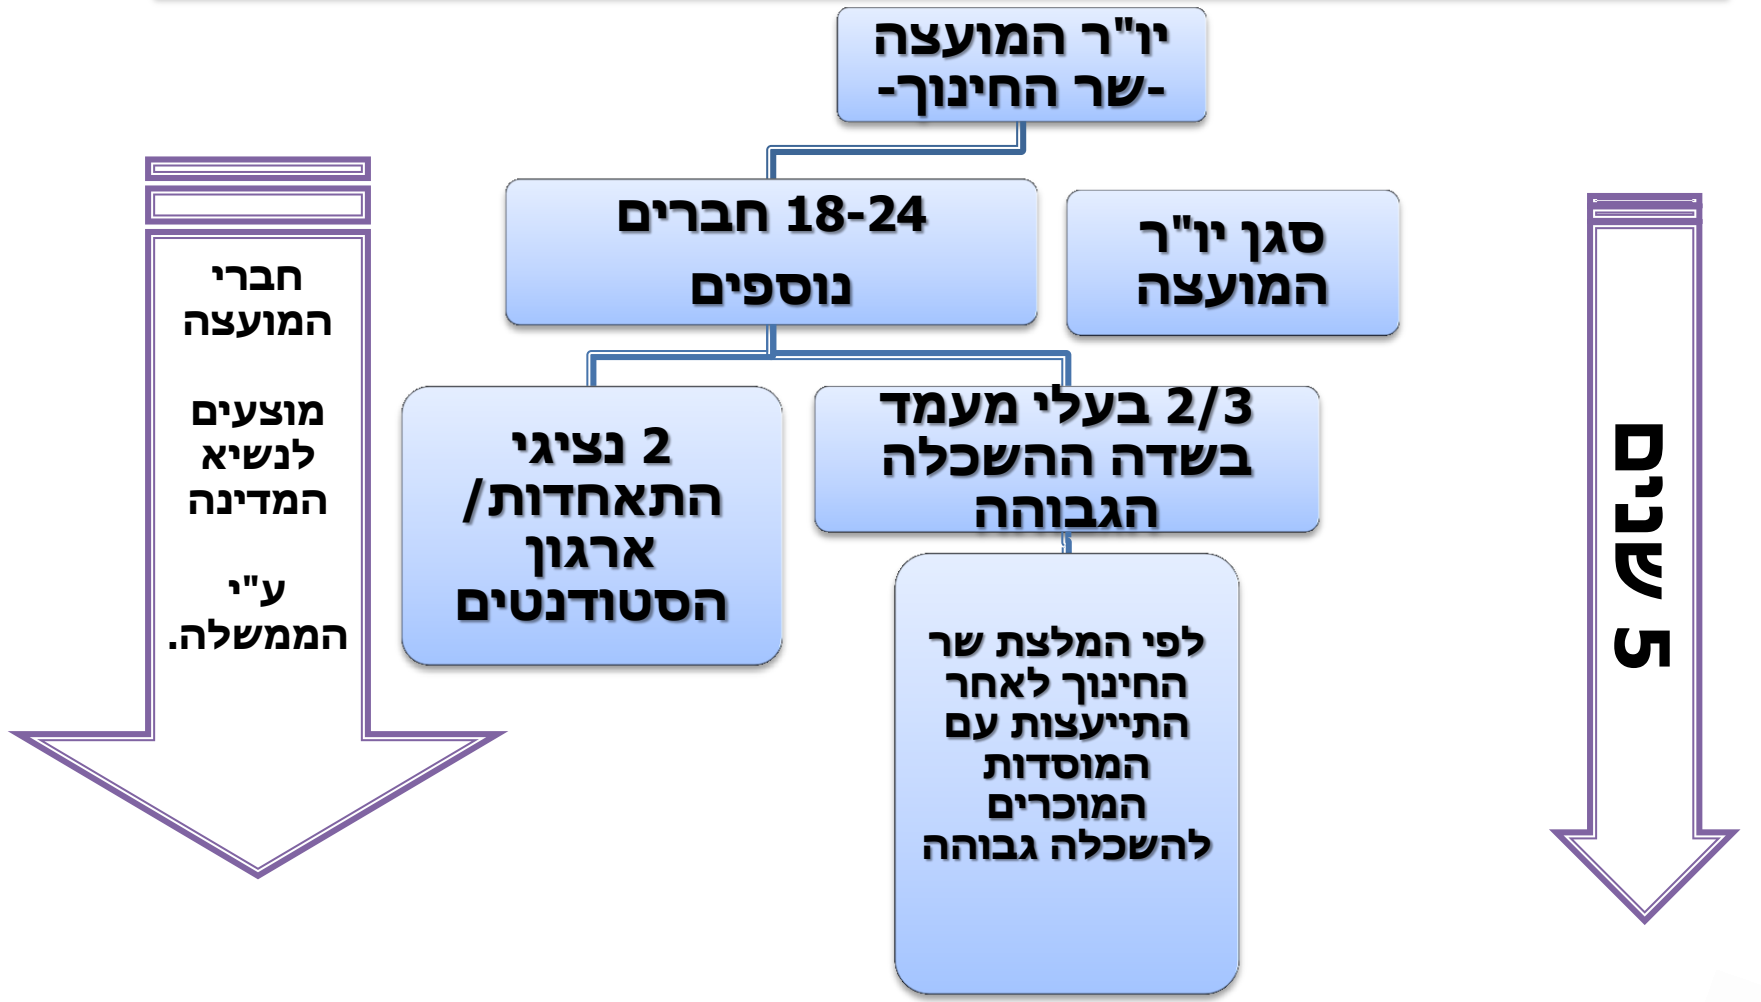 יו"ר המועצה
-שר החינוך-
סגן יו"ר
המועצה
18-24 חברים
נוספים
2/3 בעלי מעמד
בשדה ההשכלה
הגבוהה
2 נציגי
התאחדות/
ארגון
הסטודנטים
לפי המלצת שר
החינוך לאחר
התייעצות עם
המוסדות
המוכרים
להשכלה גבוהה
5 שנים
חברי
המועצה
מוצעים
לנשיא
המדינה
ע"י
הממשלה.